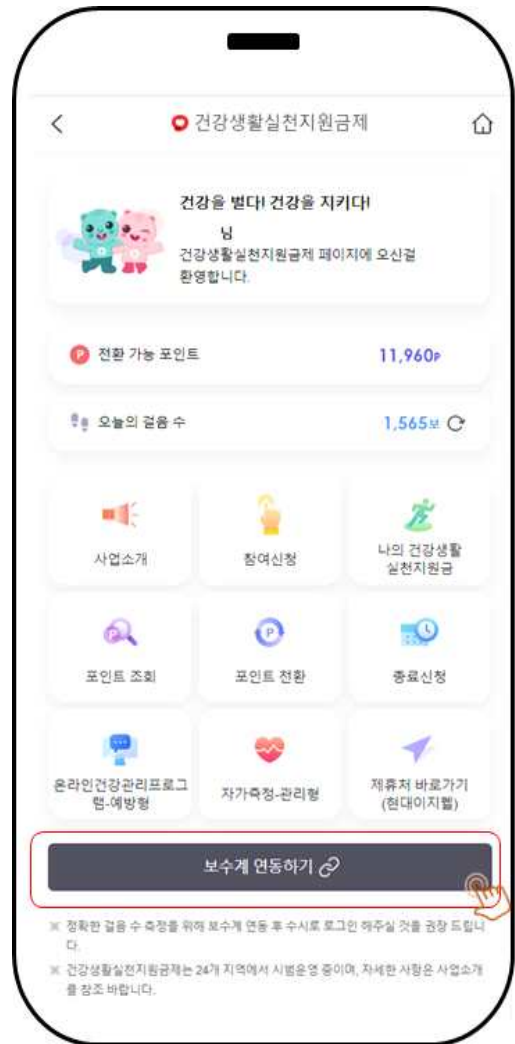 건강생활실천지원금제
건강을 벌다! 건강을 지키다!
님
건강생활실천지원금제 페이지에 오신걸
환영합니다.
P 전환 가능 포인트 11,960P
오늘의 걸음 수 1,565보
사업소개
참여신청
나의 건강생활
실천지원금
P
포인트 조회
P
포인트 전환
종료신청
온라인건강관리프로그
램-예방형
자가측정-관리형
제휴처 바로가기
(현대이지웰)
보수계 연동하기
※ 정확한 걸음 수 측정을 위해 보수계 연동 후 수시로 로그인 해주실 것을 권장 드립니
다.
※ 건강생활실천지원금제는 24개 지역에서 시범운영 중이며, 자세한 사항은 사업소개
를 참조 바랍니다.